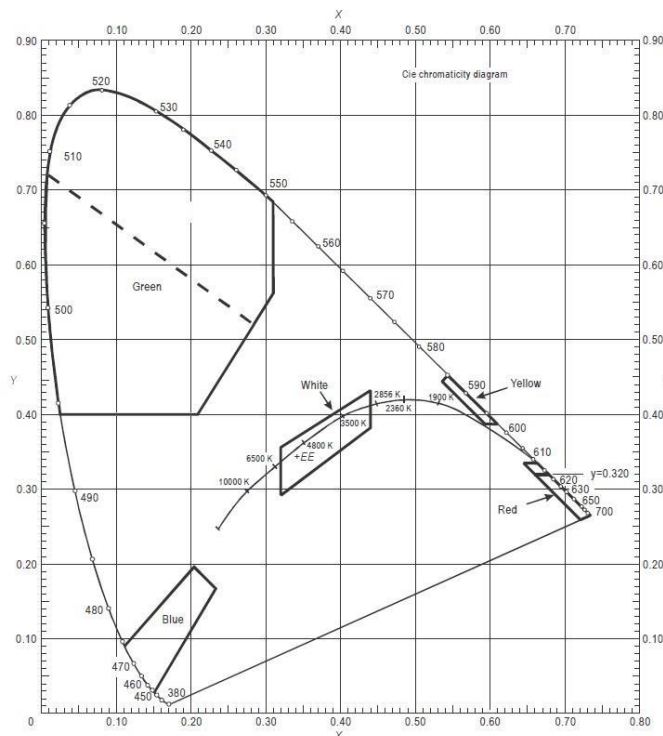 X
0 0.10 0.20 0.30 0.40 0.50 0.60 0.70
0.90 0.90
Cie chromaticity diagram
520
0.80 0.80
530
540
510
550
0.70 0.70
560
0.60 0.60
Green
570
500
0.50 0.50
580
Y
White
2856 K
590
Yellow
1900 K
2360 K
0.40 0.40
3500 K
600
4800 K
6500 K
+EE
610
10000 K
y=0.320
620
490
0.30 0.30
630
650
Red
700
0.20 0.20
480
Blue
0.10 0.10
470
460
380
450
0 0.10 0.20 0.30 0.40 0.50 0.60 0.70 0.80
X